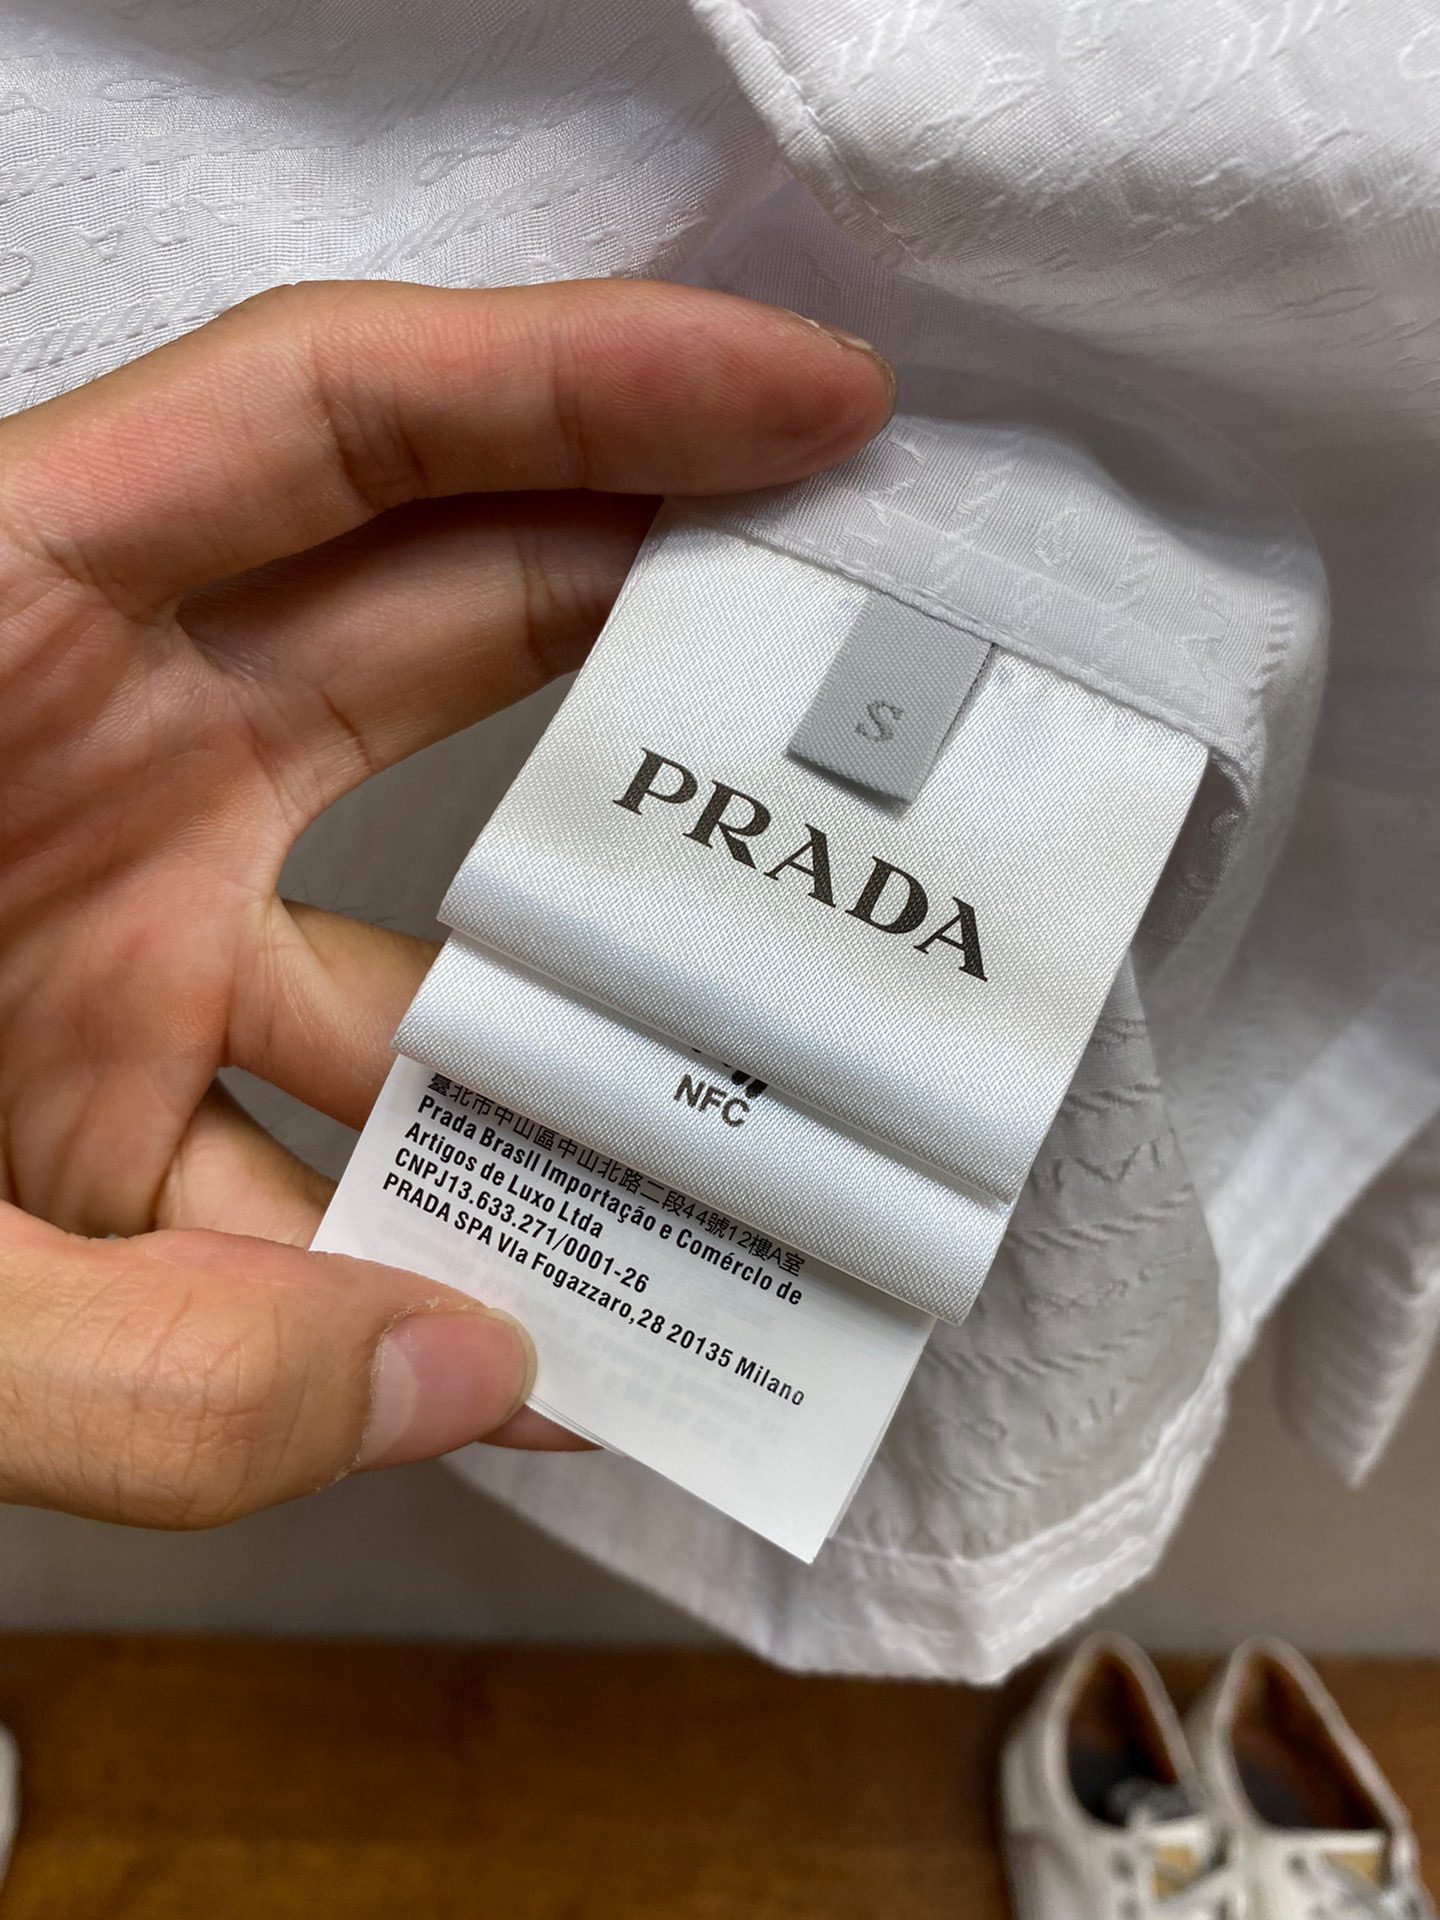 S
PRADA
NFC
臺北市中山區中山北路二段44號12樓A室
Prada BrasIl Importação e Comércio de
Artigos de Luxo Ltda
CNPJ13.633.271/0001-26
PRADA SPA VIa Fogazzaro,28 20135 Milano